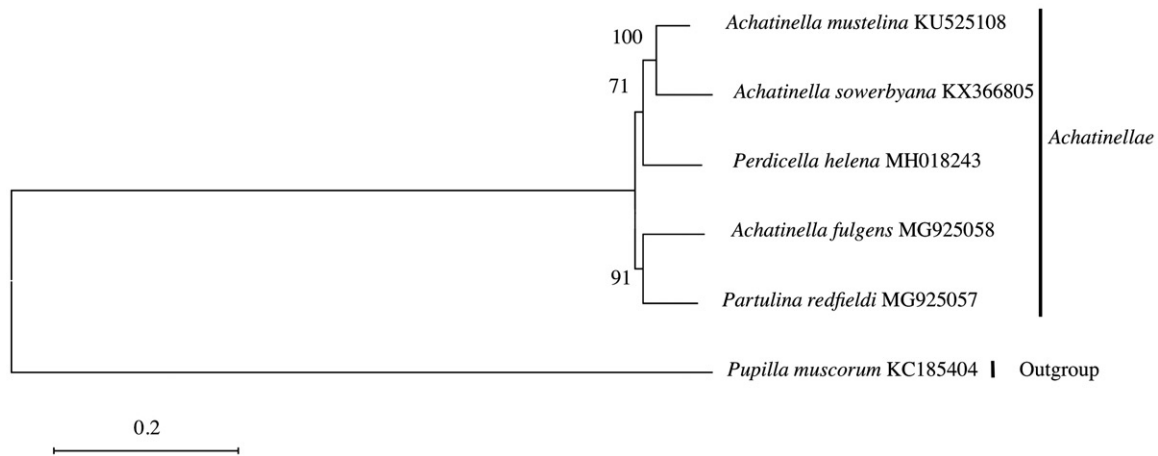 Achatinella mustelina KU525108
100
71
Achatinella sowerbyana KX366805
Achatinellae
Perdicella helena MH018243
Achatinella fulgens MG925058
91
Partulina redfieldi MG925057
Pupilla muscorum KC185404 Outgroup
0.2